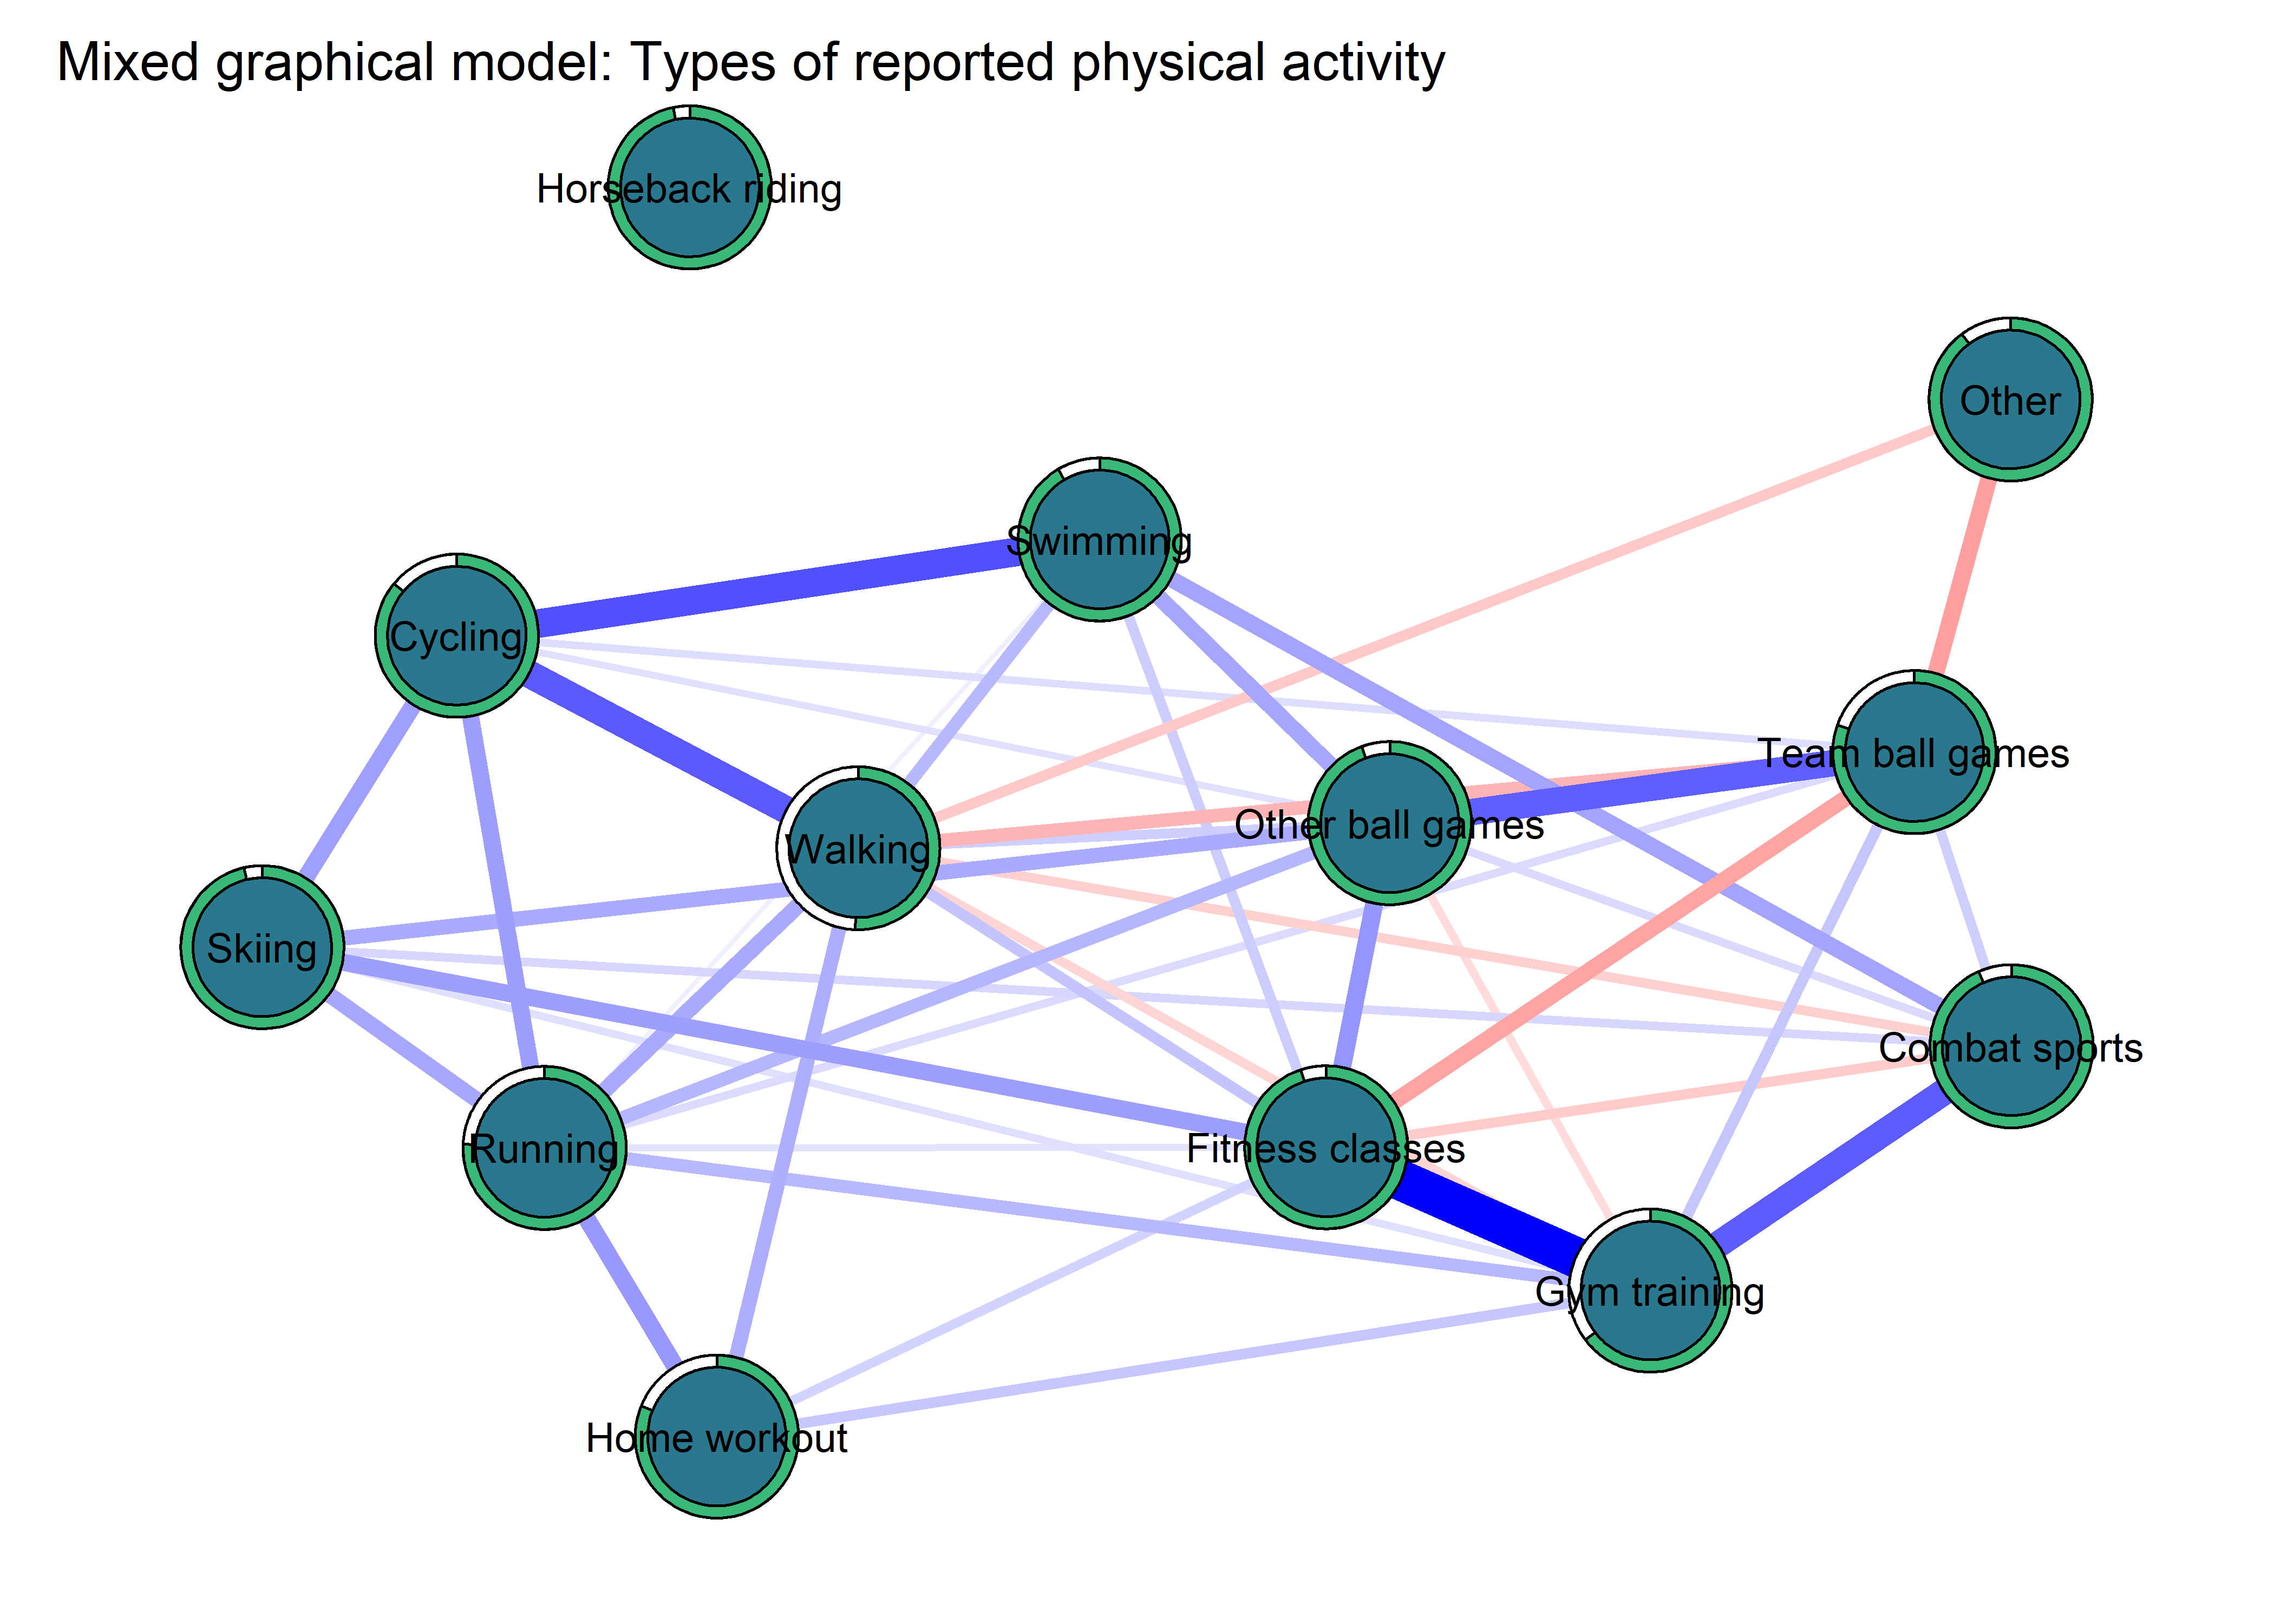 Mixed graphical model: Types of reported physical activity
Horseback riding
Other
Swimming
Cycling
Team ball games
Other ball games
Walking
Skiing
Combat sports
Running
Fitness classes
Gym training
Home workout